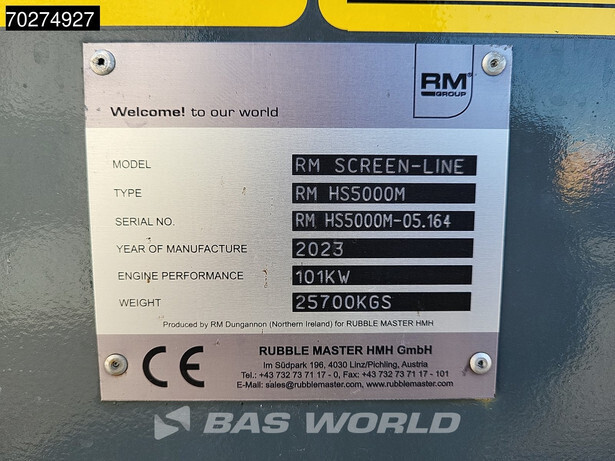 70274927
RM
GROUP
Welcome! to our world
MODEL RM SCREEN-LINE
TYPE RM HS5000M
SERIAL NO. RM HS5000M-05.164
YEAR OF MANUFACTURE 2023
ENGINE PERFORMANCE 101KW
WEIGHT 25700KGS
Produced by RM Dungannon (Northern Ireland) for RUBBLE MASTER HMH
CE
RUBBLE MASTER HMH GmbH
Im Südpark 196, 4030 Linz/Pichling, Austria
Tel.: +43 732 73 71 17 - 0, Fax: +43 732 73 71 17 - 101
E-Mail: sales@rubblemaster.com, www.rubblemaster.com
BAS WORLD